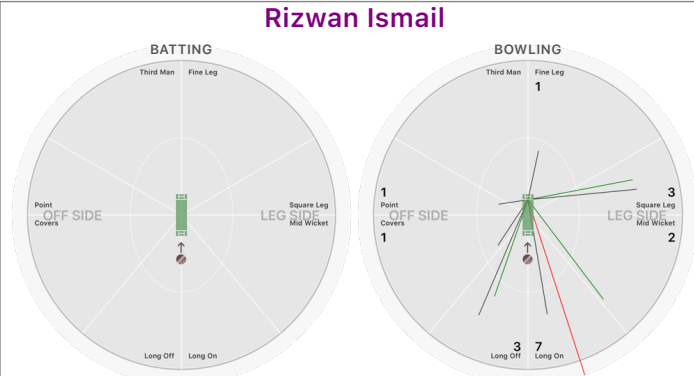 Rizwan Ismail
BATTING
Third Man Fine Leg
Point
OFF SIDE
Covers
Square Leg
LEG SIDE
Mid Wicket
Long Off Long On
BOWLING
Third Man Fine Leg
1
1
Point
OFF SIDE
Covers
1
3
Square Leg
LEG SIDE
Mid Wicket
2
3 7
Long Off Long On